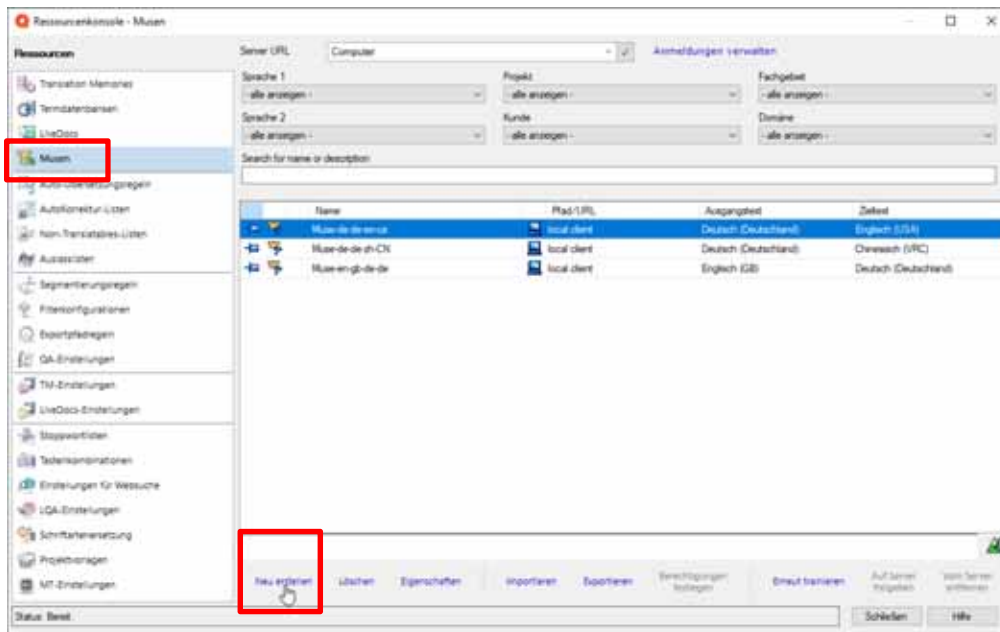 Ressourcenkonsole - Musen
Ressourcen
Server URL
Computer
Anmeldungen verwalten
Translation Memories
Termdatenbanken
LiveDocs
Musen
Auto-Übersetzungsregeln
AutoKorrektur-Listen
Non-Translatables-Listen
Auslasslisten
Segmentierungsregeln
Filterkonfigurationen
Exportpfadregeln
QA-Einstellungen
TM-Einstellungen
LiveDocs-Einstellungen
Stoppwortlisten
Tastenkombinationen
Einstellungen für Websuche
LQA-Einstellungen
Schriftartenersetzung
Projektvorlagen
MT-Einstellungen
Sprache 1 Projekt Fachgebiet
- alle anzeigen - - alle anzeigen - - alle anzeigen -
Sprache 2 Kunde Domäne
- alle anzeigen - - alle anzeigen - - alle anzeigen -
Search for name or description
Name Pfad/URL Ausgangstext Zieltext
Muse-de-de-en-us local client Deutsch (Deutschland) Englisch (USA)
Muse-de-de-zh-CN local client Deutsch (Deutschland) Chinesisch (VRC)
Muse-en-gb-de-de local client Englisch (GB) Deutsch (Deutschland)
Neu erstellen Löschen Eigenschaften Importieren Exportieren Berechtigungen festlegen Erneut trainieren Auf Server freigeben Vom Server entfernen
Status: Bereit.
Schließen Hilfe